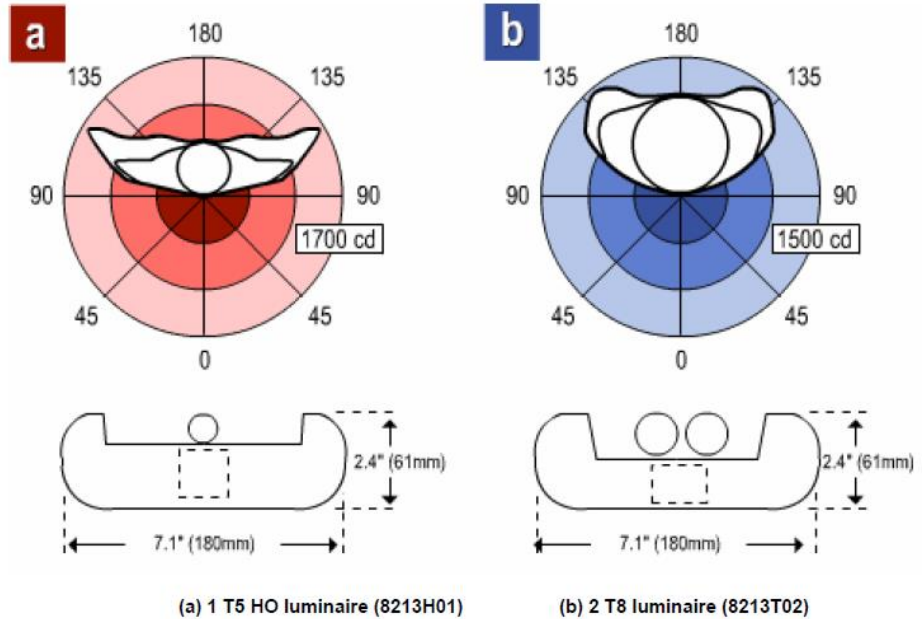 a
180
135
135
90
90
1700 cd
45
45
0
b
180
135
135
90
90
1500 cd
45
45
0
2.4" (61mm)
7.1" (180mm)
2.4" (61mm)
7.1" (180mm)
(a) 1 T5 HO luminaire (8213H01)
(b) 2 T8 luminaire (8213T02)